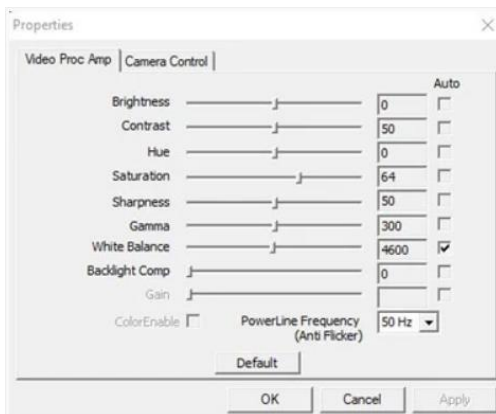 Properties
Video Proc Amp Camera Control
Auto
Brightness 0
Contrast 50
Hue 0
Saturation 64
Sharpness 50
Gamma 300
White Balance 4600
Backlight Comp 0
Gain
ColorEnable PowerLine Frequency 50 Hz
(Anti Flicker)
Default
OK Cancel Apply